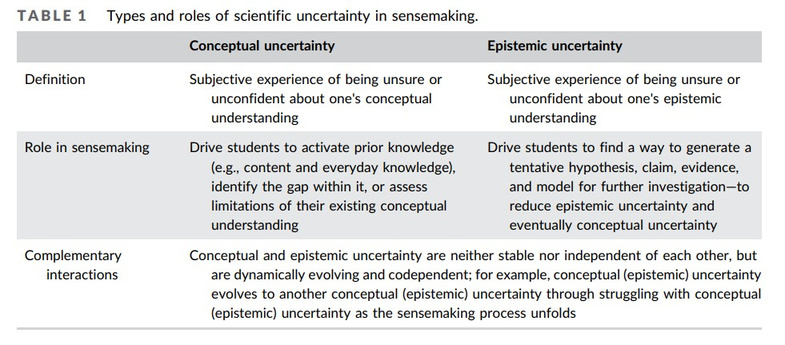 TABLE 1 Types and roles of scientific uncertainty in sensemaking.
Conceptual uncertainty Epistemic uncertainty
Definition Subjective experience of being unsure or Subjective experience of being unsure or
unconfident about one's conceptual unconfident about one's epistemic
understanding understanding
Role in sensemaking Drive students to activate prior knowledge Drive students to find a way to generate a
(e.g., content and everyday knowledge), tentative hypothesis, claim, evidence,
identify the gap within it, or assess and model for further investigation—to
limitations of their existing conceptual reduce epistemic uncertainty and
understanding eventually conceptual uncertainty
Complementary Conceptual and epistemic uncertainty are neither stable nor independent of each other, but
interactions are dynamically evolving and codependent; for example, conceptual (epistemic) uncertainty
evolves to another conceptual (epistemic) uncertainty through struggling with conceptual
(epistemic) uncertainty as the sensemaking process unfolds